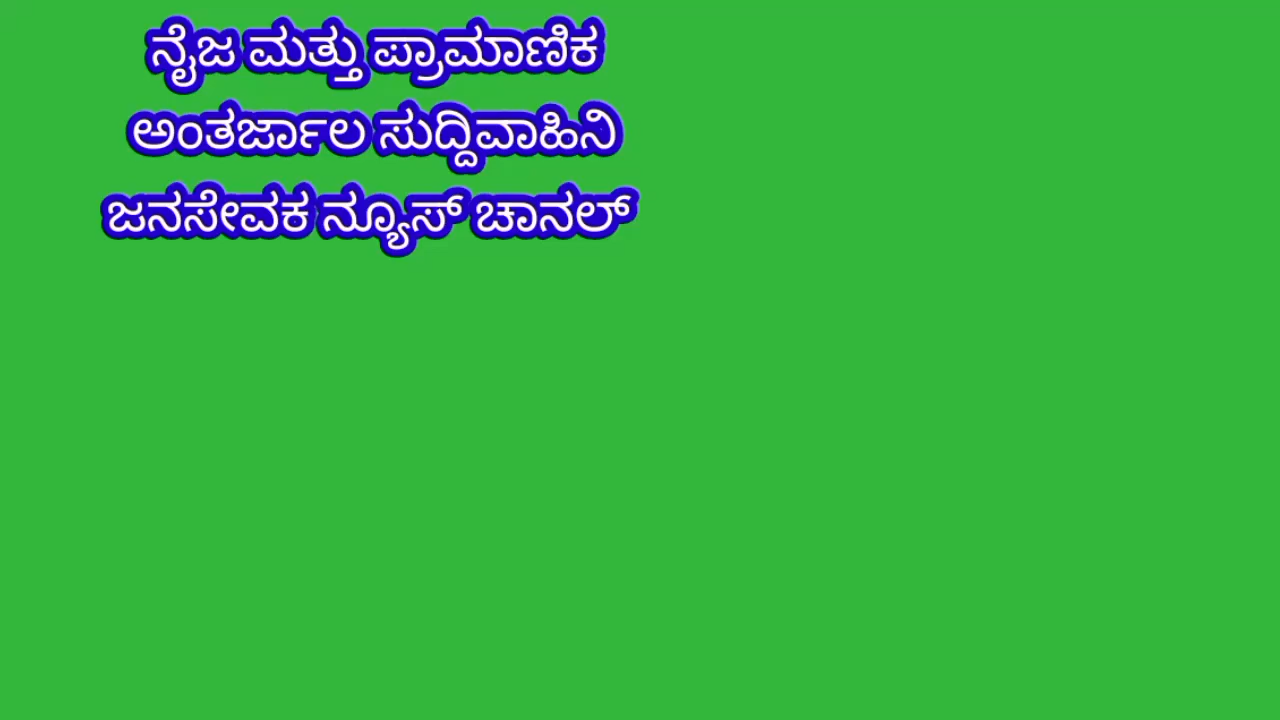 ನೈಜ ಮತ್ತು ಪ್ರಾಮಾಣಿಕ
ಅಂತರ್ಜಾಲ ಸುದ್ದಿವಾಹಿನಿ
ಜನಸೇವಕ ನ್ಯೂಸ್ ಚಾನಲ್